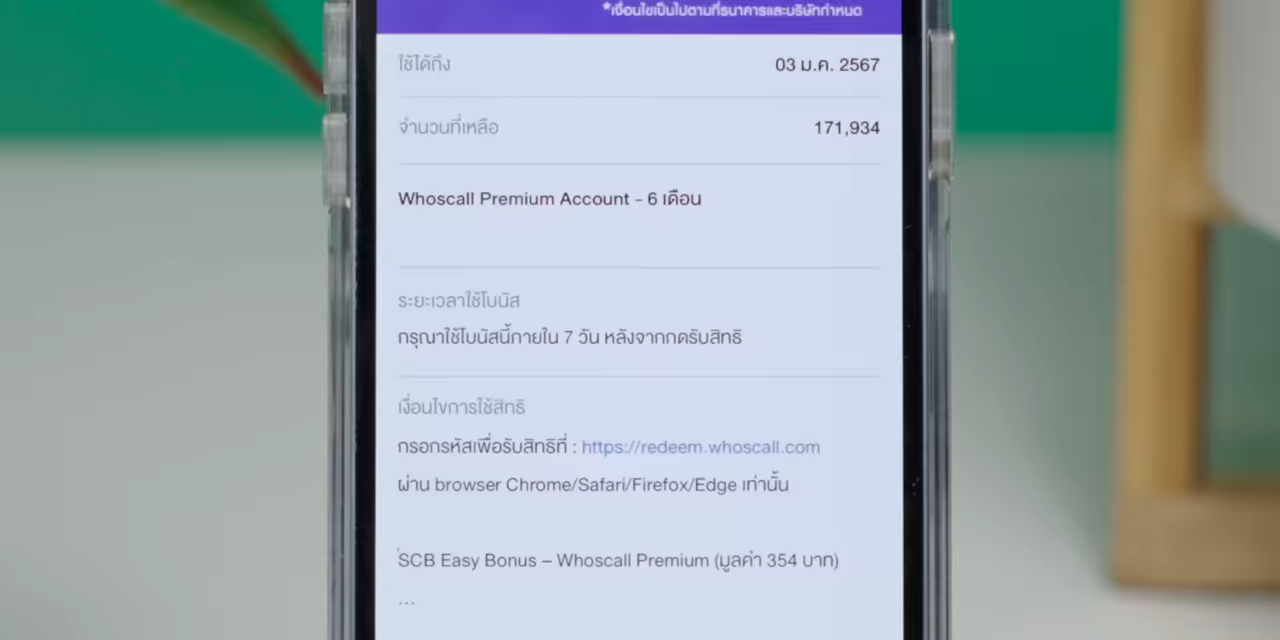 *เงื่อนไขเป็นไปตามที่ธนาคารและบริษัทกำหนด
ใช้ได้ถึง 03 ม.ค. 2567
จำนวนที่เหลือ 171,934
Whoscall Premium Account - 6 เดือน
ระยะเวลาใช้โบนัส
กรุณาใช้โบนัสนี้ภายใน 7 วัน หลังจากกดรับสิทธิ
เงื่อนไขการใช้สิทธิ
กรอกรหัสเพื่อรับสิทธิที่ : https://redeem.whoscall.com
ผ่าน browser Chrome/Safari/Firefox/Edge เท่านั้น
่SCB Easy Bonus – Whoscall Premium (มูลค่า 354 บาท)
...